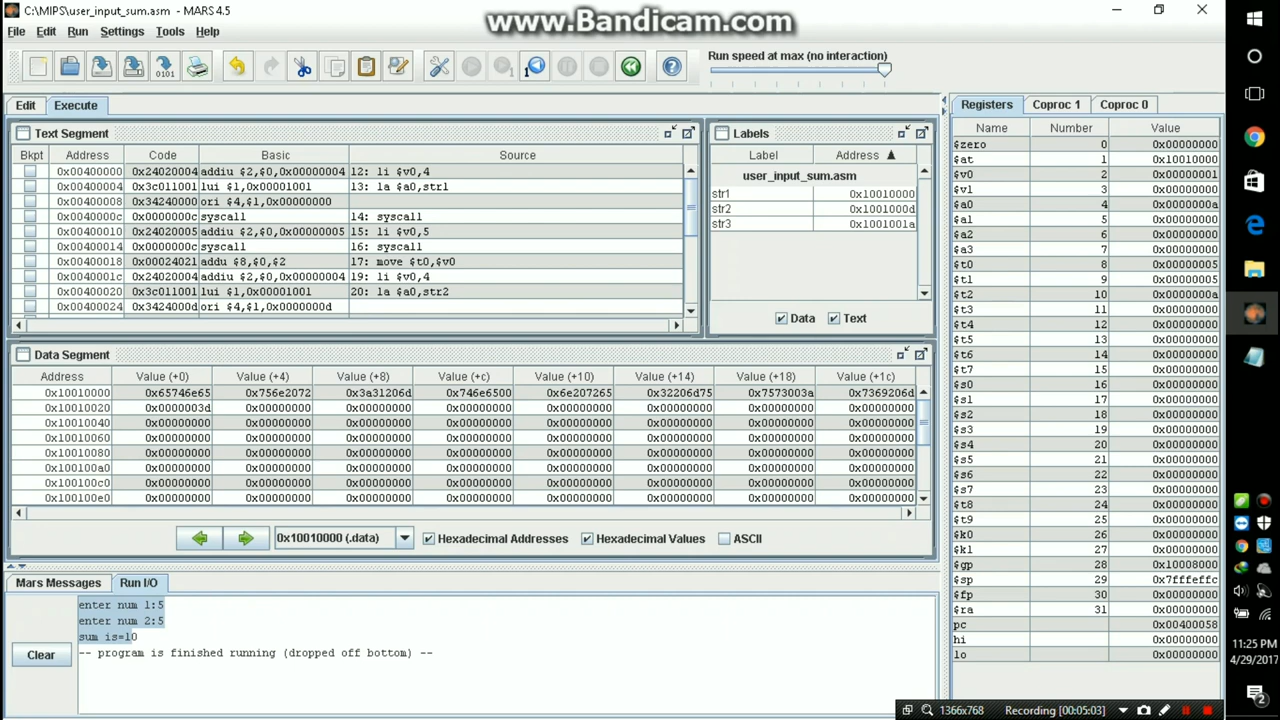 C:\MIPS\user_input_sum.asm - MARS 4.5
www.Bandicam.com
File Edit Run Settings Tools Help
Run speed at max (no interaction)
Edit Execute
Text Segment
Bkpt Address Code Basic Source
0x00400000 0x24020004 addiu $2,$0,0x00000004 12: li $v0,4
0x00400004 0x3c011001 lui $1,0x00001001 13: la $a0,str1
0x00400008 0x34240000 ori $4,$1,0x00000000
0x0040000c 0x0000000c syscall 14: syscall
0x00400010 0x24020005 addiu $2,$0,0x00000005 15: li $v0,5
0x00400014 0x0000000c syscall 16: syscall
0x00400018 0x00024021 addu $8,$0,$2 17: move $t0,$v0
0x0040001c 0x24020004 addiu $2,$0,0x00000004 19: li $v0,4
0x00400020 0x3c011001 lui $1,0x00001001 20: la $a0,str2
0x00400024 0x3424000d ori $4,$1,0x0000000d
Labels
Label Address ▲
user_input_sum.asm
str1 0x10010000
str2 0x1001000d
str3 0x1001001a
Data Text
Data Segment
Address Value (+0) Value (+4) Value (+8) Value (+c) Value (+10) Value (+14) Value (+18) Value (+1c)
0x10010000 0x65746e65 0x756e2072 0x3a31206d 0x746e6500 0x6e207265 0x32206d75 0x7573003a 0x7369206d
0x10010020 0x0000003d 0x00000000 0x00000000 0x00000000 0x00000000 0x00000000 0x00000000 0x00000000
0x10010040 0x00000000 0x00000000 0x00000000 0x00000000 0x00000000 0x00000000 0x00000000 0x00000000
0x10010060 0x00000000 0x00000000 0x00000000 0x00000000 0x00000000 0x00000000 0x00000000 0x00000000
0x10010080 0x00000000 0x00000000 0x00000000 0x00000000 0x00000000 0x00000000 0x00000000 0x00000000
0x100100a0 0x00000000 0x00000000 0x00000000 0x00000000 0x00000000 0x00000000 0x00000000 0x00000000
0x100100c0 0x00000000 0x00000000 0x00000000 0x00000000 0x00000000 0x00000000 0x00000000 0x00000000
0x100100e0 0x00000000 0x00000000 0x00000000 0x00000000 0x00000000 0x00000000 0x00000000 0x00000000
0x10010000 (.data) Hexadecimal Addresses Hexadecimal Values ASCII
Mars Messages Run I/O
Clear
enter num 1:5
enter num 2:5
sum is=10
-- program is finished running (dropped off bottom) --
Registers Coproc 1 Coproc 0
Name Number Value
$zero 0 0x00000000
$at 1 0x10010000
$v0 2 0x00000001
$v1 3 0x00000000
$a0 4 0x0000000a
$a1 5 0x00000000
$a2 6 0x00000000
$a3 7 0x00000000
$t0 8 0x00000005
$t1 9 0x00000005
$t2 10 0x0000000a
$t3 11 0x00000000
$t4 12 0x00000000
$t5 13 0x00000000
$t6 14 0x00000000
$t7 15 0x00000000
$s0 16 0x00000000
$s1 17 0x00000000
$s2 18 0x00000000
$s3 19 0x00000000
$s4 20 0x00000000
$s5 21 0x00000000
$s6 22 0x00000000
$s7 23 0x00000000
$t8 24 0x00000000
$t9 25 0x00000000
$k0 26 0x00000000
$k1 27 0x00000000
$gp 28 0x10008000
$sp 29 0x7fffeffc
$fp 30 0x00000000
$ra 31 0x00000000
pc 0x00400058
hi 0x00000000
lo 0x00000000
11:25 PM
4/29/2017
2
1366x768 Recording [00:05:03]